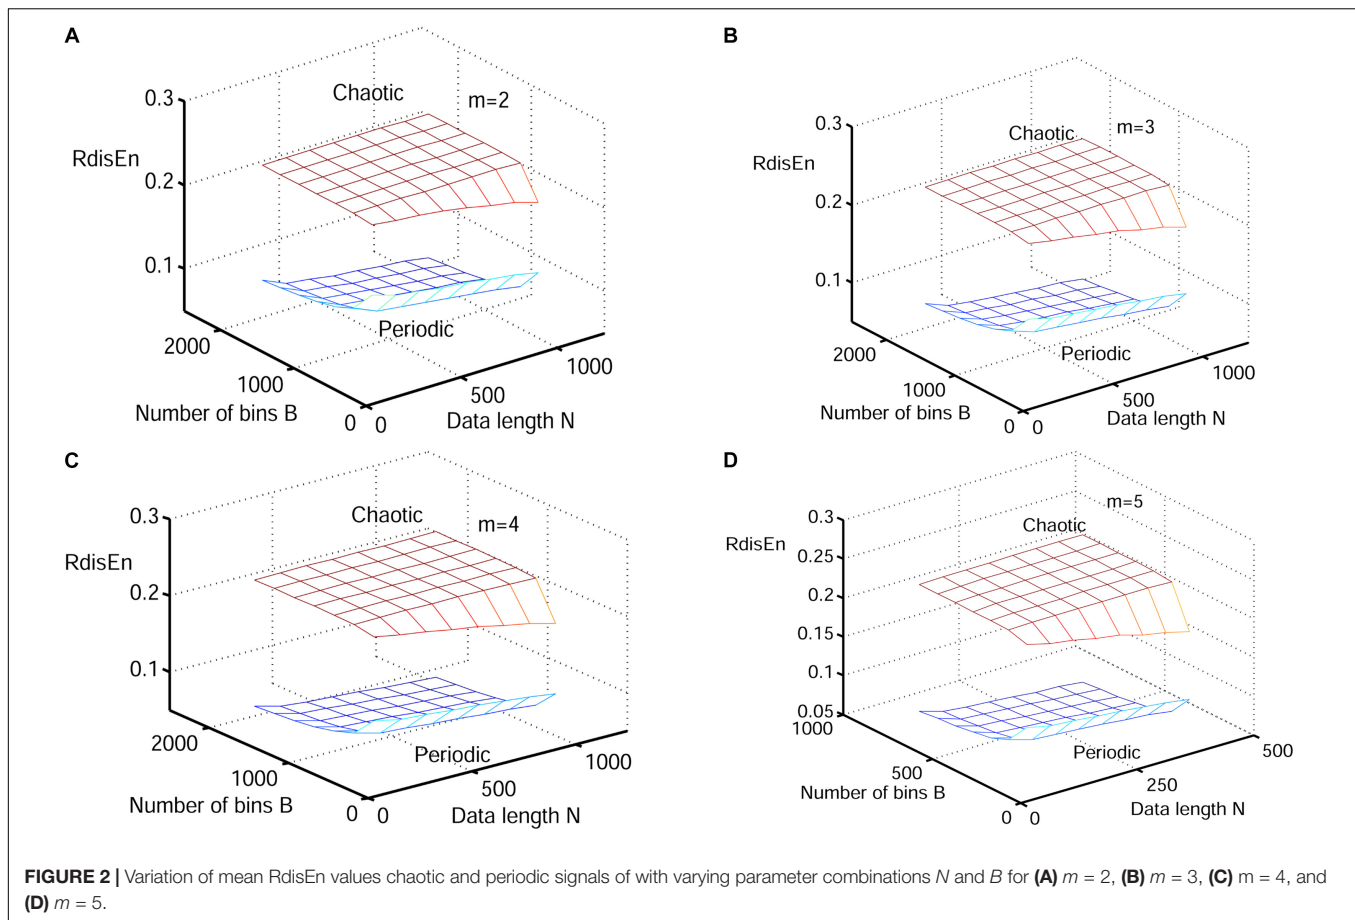 A
Chaotic
m=2
0.3
RdisEn
0.2
0.1
Periodic
2000
1000
0
0
500
1000
Number of bins B
Data length N
B
Chaotic
m=3
0.3
RdisEn
0.2
0.1
Periodic
2000
1000
0
0
500
1000
Number of bins B
Data length N
C
Chaotic
m=4
0.3
RdisEn
0.2
0.1
Periodic
2000
1000
0
0
500
1000
Number of bins B
Data length N
D
m=5
Chaotic
0.3
RdisEn
0.25
0.2
0.15
0.1
0.05
Periodic
1000
500
0
0
250
500
Number of bins B
Data length N
FIGURE 2 | Variation of mean RdisEn values chaotic and periodic signals of with varying parameter combinations N and B for (A) m = 2, (B) m = 3, (C) m = 4, and
(D) m = 5.